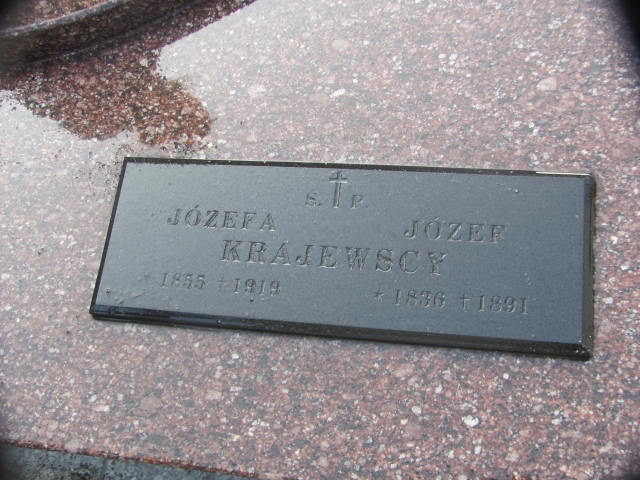 Ś. P.
JÓZEFA JÓZEF
KRAJEWSCY
* 1855 † 1919 * 1836 † 1891